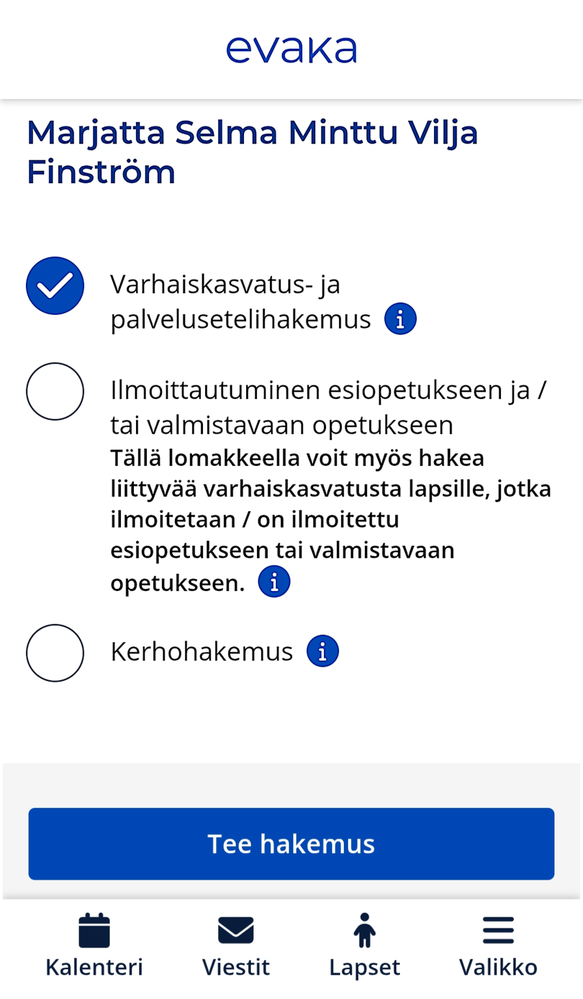 evaka
Marjatta Selma Minttu Vilja
Finström
Varhaiskasvatus- ja
palvelusetelihakemus
Ilmoittautuminen esiopetukseen ja /
tai valmistavaan opetukseen
Tällä lomakkeella voit myös hakea
liittyvää varhaiskasvatusta lapsille, jotka
ilmoitetaan / on ilmoitettu
esiopetukseen tai valmistavaan
opetukseen.
Kerhohakemus
Tee hakemus
Kalenteri Viestit Lapset Valikko